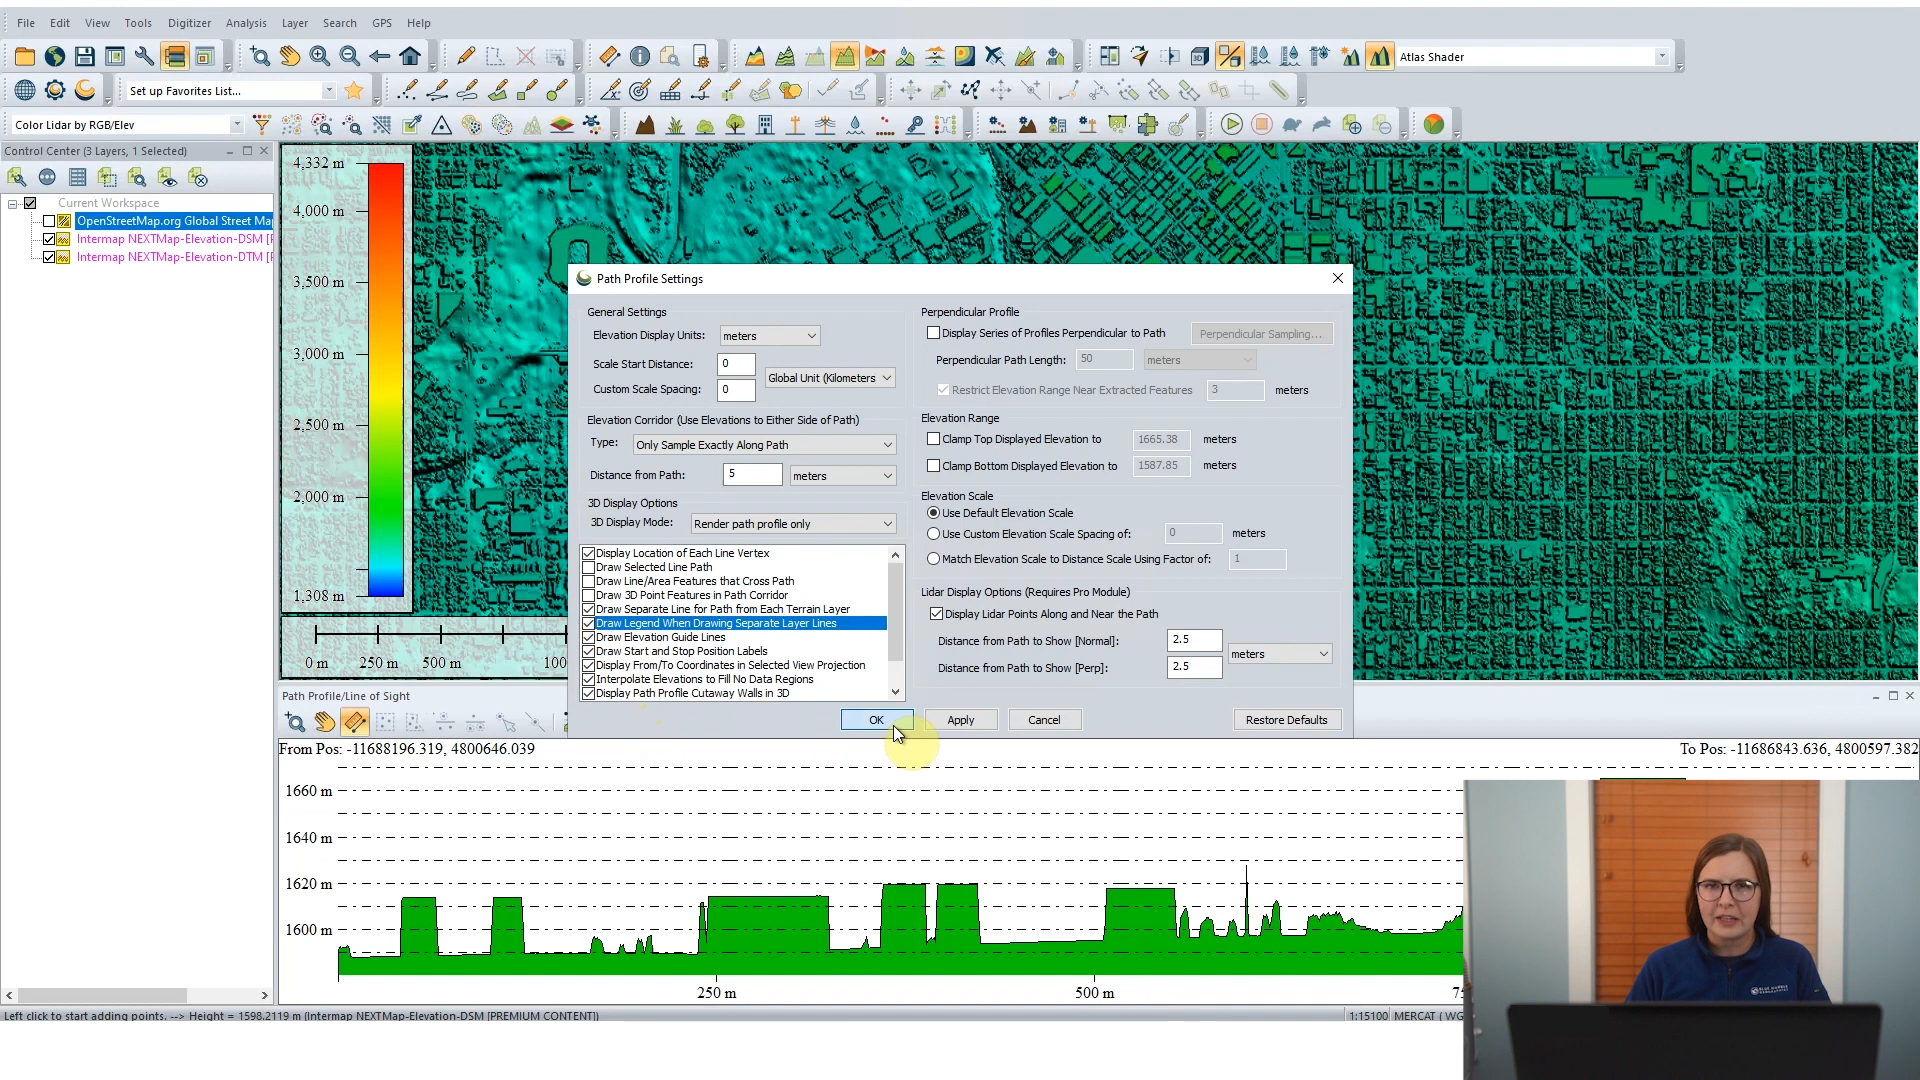 File Edit View Tools Digitizer Analysis Layer Search GPS Help
Atlas Shader
Set up Favorites List...
Color Lidar by RGB/Elev
Control Center (3 Layers, 1 Selected)
Current Workspace
OpenStreetMap.org Global Street Ma
Intermap NEXTMap-Elevation-DSM [F
Intermap NEXTMap-Elevation-DTM [F
4,332 m
4,000 m
3,500 m
3,000 m
2,500 m
2,000 m
1,308 m
0 m 250 m 500 m 100
Path Profile Settings
General Settings
Elevation Display Units: meters
Scale Start Distance: 0
Custom Scale Spacing: 0
Global Unit (Kilometers
Elevation Corridor (Use Elevations to Either Side of Path)
Type: Only Sample Exactly Along Path
Distance from Path: 5 meters
3D Display Options
3D Display Mode: Render path profile only
Display Location of Each Line Vertex
Draw Selected Line Path
Draw Line/Area Features that Cross Path
Draw 3D Point Features in Path Corridor
Draw Separate Line for Path from Each Terrain Layer
Draw Legend When Drawing Separate Layer Lines
Draw Elevation Guide Lines
Draw Start and Stop Position Labels
Display From/To Coordinates in Selected View Projection
Interpolate Elevations to Fill No Data Regions
Display Path Profile Cutaway Walls in 3D
Perpendicular Profile
Display Series of Profiles Perpendicular to Path Perpendicular Sampling...
Perpendicular Path Length: 50 meters
Restrict Elevation Range Near Extracted Features 3 meters
Elevation Range
Clamp Top Displayed Elevation to 1665.38 meters
Clamp Bottom Displayed Elevation to 1587.85 meters
Elevation Scale
Use Default Elevation Scale
Use Custom Elevation Scale Spacing of: 0 meters
Match Elevation Scale to Distance Scale Using Factor of: 1
Lidar Display Options (Requires Pro Module)
Display Lidar Points Along and Near the Path
Distance from Path to Show [Normal]: 2.5
meters
Distance from Path to Show [Perp]: 2.5
OK Apply Cancel Restore Defaults
Path Profile/Line of Sight
From Pos: -11688196.319, 4800646.039 To Pos: -11686843.636, 4800597.382
1660 m
1640 m
1620 m
1600 m
250 m 500 m 75
Left click to start adding points. --> Height = 1598.2119 m (Intermap NEXTMap-Elevation-DSM [PREMIUM CONTENT]) 1:15100 MERCAT ( WG